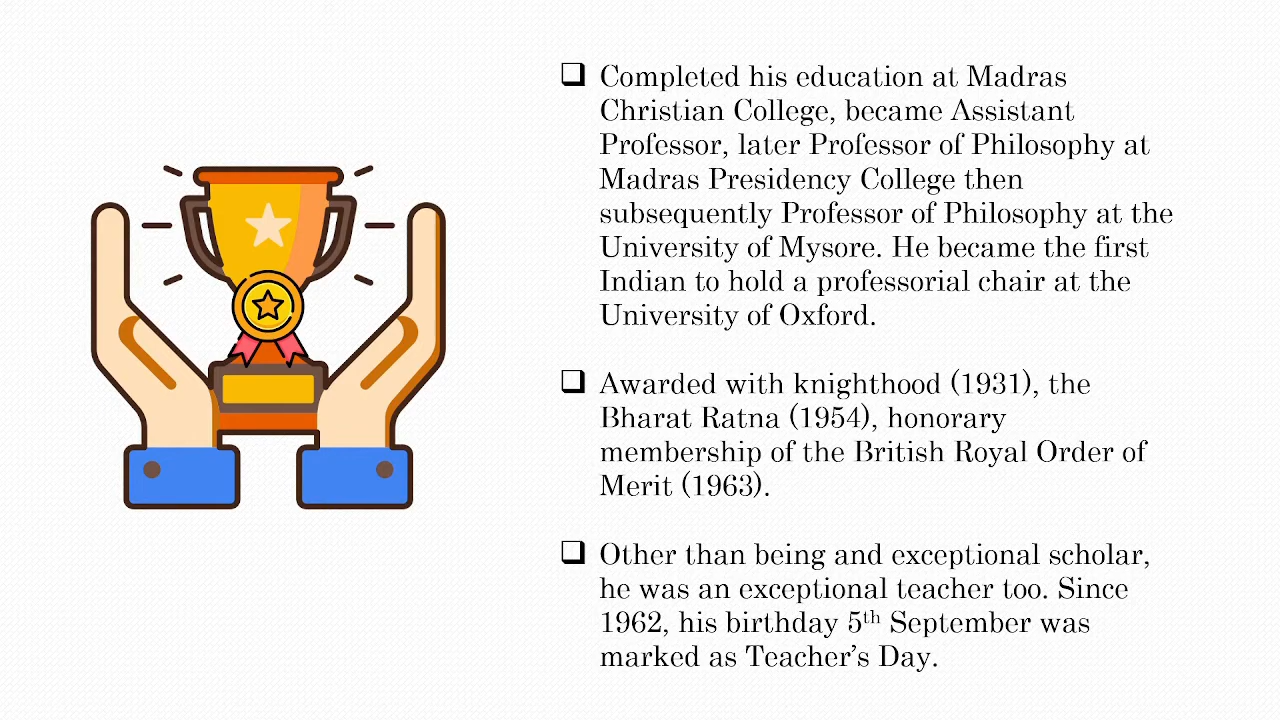 Completed his education at Madras
Christian College, became Assistant
Professor, later Professor of Philosophy at
Madras Presidency College then
subsequently Professor of Philosophy at the
University of Mysore. He became the first
Indian to hold a professorial chair at the
University of Oxford.
Awarded with knighthood (1931), the
Bharat Ratna (1954), honorary
membership of the British Royal Order of
Merit (1963).
Other than being and exceptional scholar,
he was an exceptional teacher too. Since
1962, his birthday 5th September was
marked as Teacher’s Day.